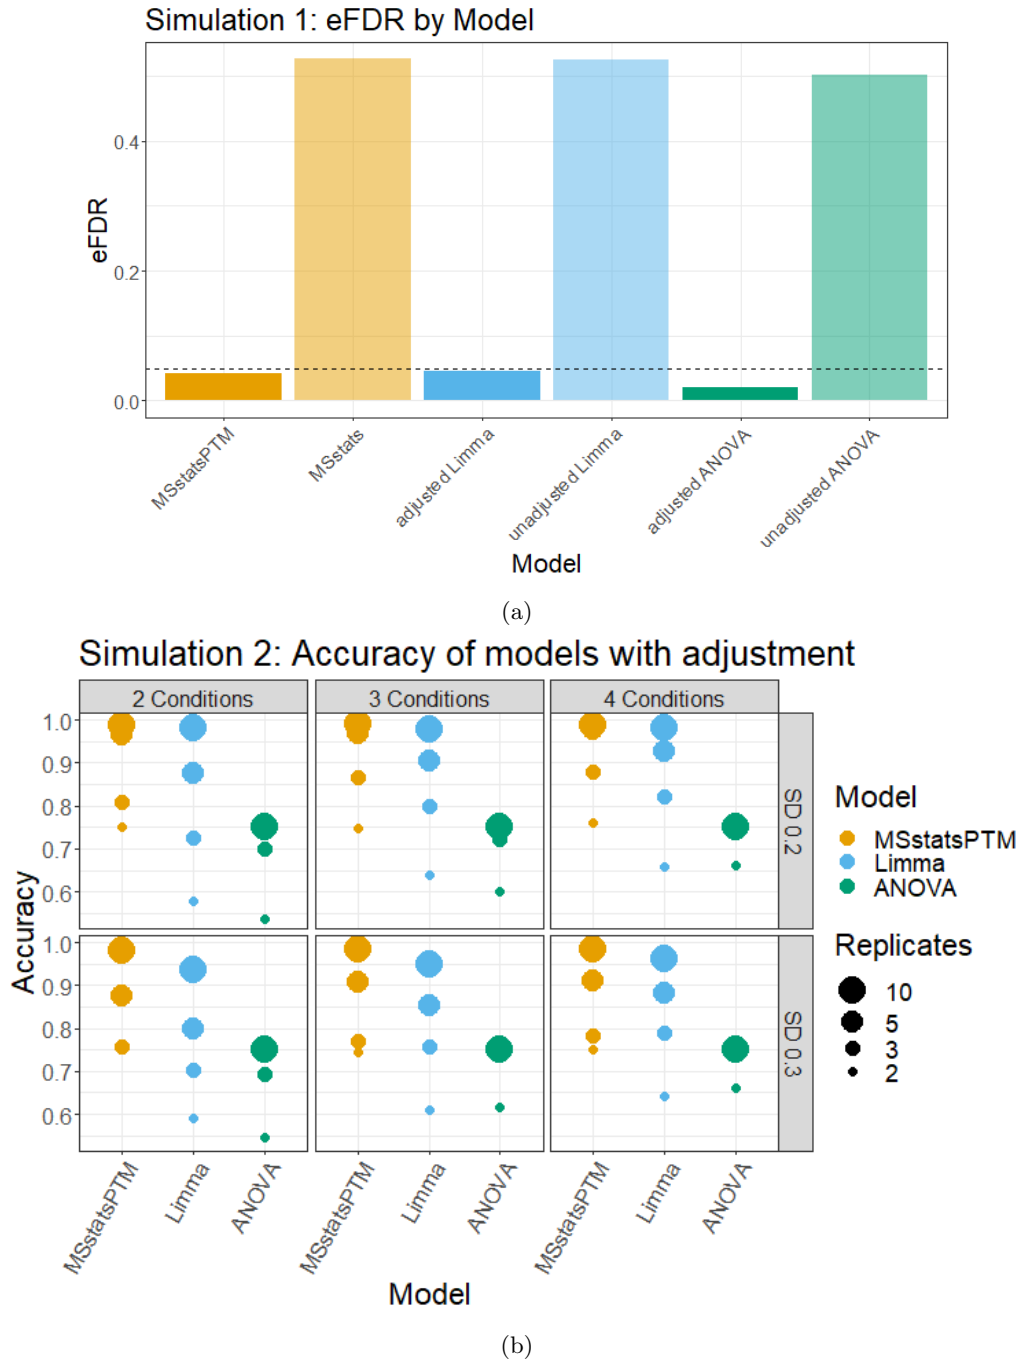 Simulation 1: eFDR by Model
eFDR
0.4
0.2
0.0
MSstatsPTM
MSstats
adjusted Limma
unadjusted Limma
adjusted ANOVA
unadjusted ANOVA
Model
(a)
Simulation 2: Accuracy of models with adjustment
2 Conditions
3 Conditions
4 Conditions
Accuracy
1.0
0.9
0.8
0.7
0.6
SD 0.2
1.0
0.9
0.8
0.7
0.6
SD 0.3
MSstatsPTM
Limma
ANOVA
MSstatsPTM
Limma
ANOVA
MSstatsPTM
Limma
ANOVA
Model
Model
MSstatsPTM
Limma
ANOVA
Replicates
10
5
3
2
(b)